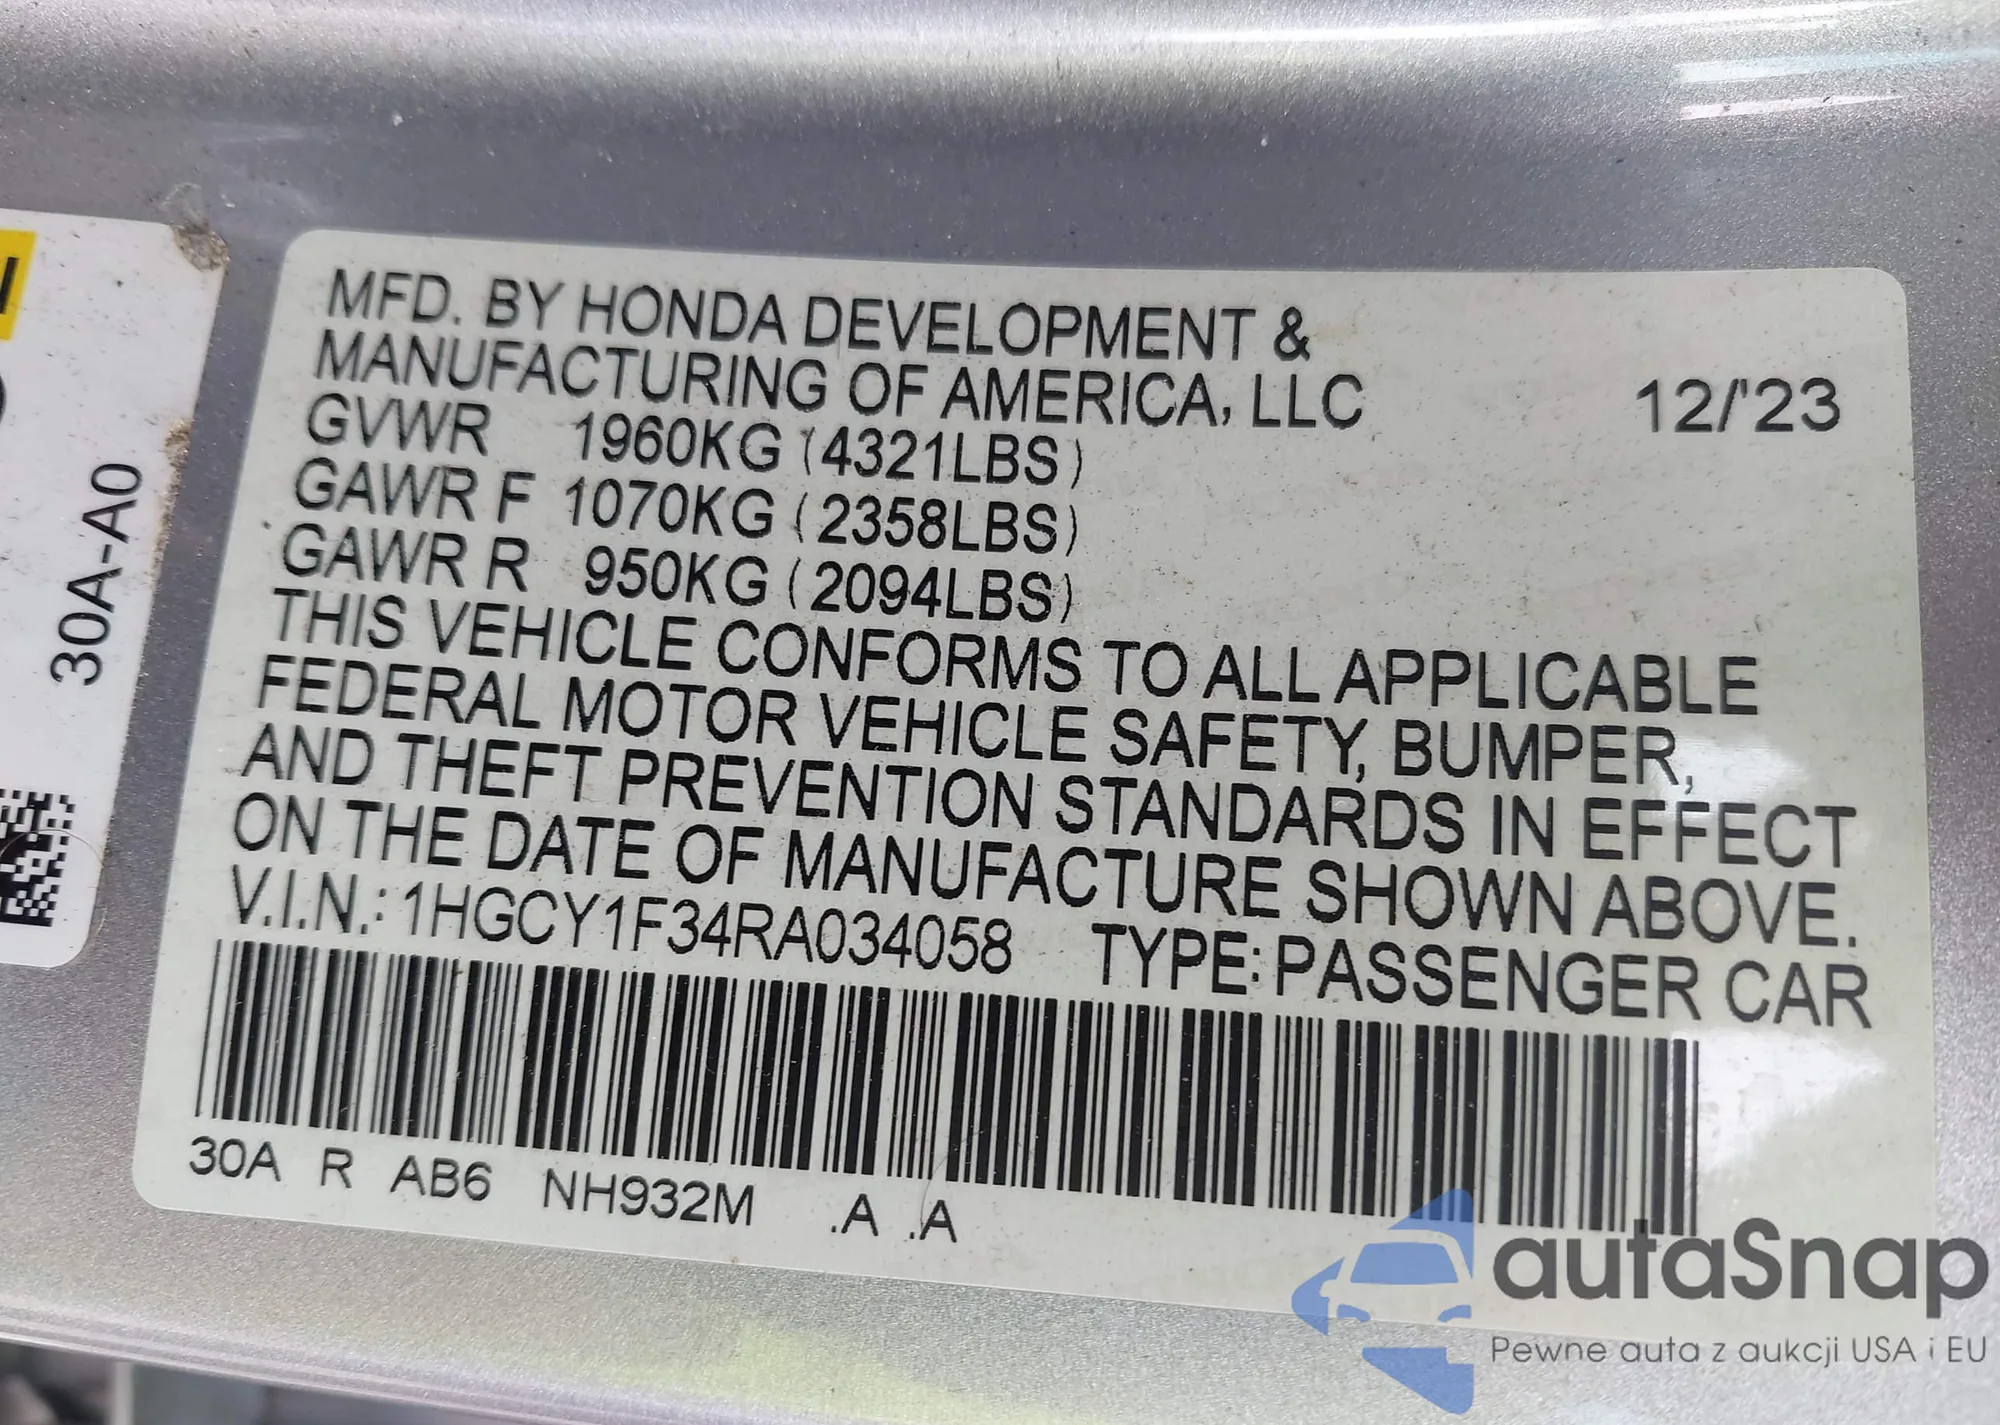 30A-A0
MFD. BY HONDA DEVELOPMENT &
MANUFACTURING OF AMERICA, LLC 12/'23
GVWR 1960KG (4321LBS)
GAWR F 1070KG (2358LBS)
GAWR R 950KG (2094LBS)
THIS VEHICLE CONFORMS TO ALL APPLICABLE
FEDERAL MOTOR VEHICLE SAFETY, BUMPER,
AND THEFT PREVENTION STANDARDS IN EFFECT
ON THE DATE OF MANUFACTURE SHOWN ABOVE.
V.I.N.: 1HGCY1F34RA034058 TYPE: PASSENGER CAR
30A R AB6 NH932M .A .A
autaSnap
Pewne auta z aukcji USA i EU